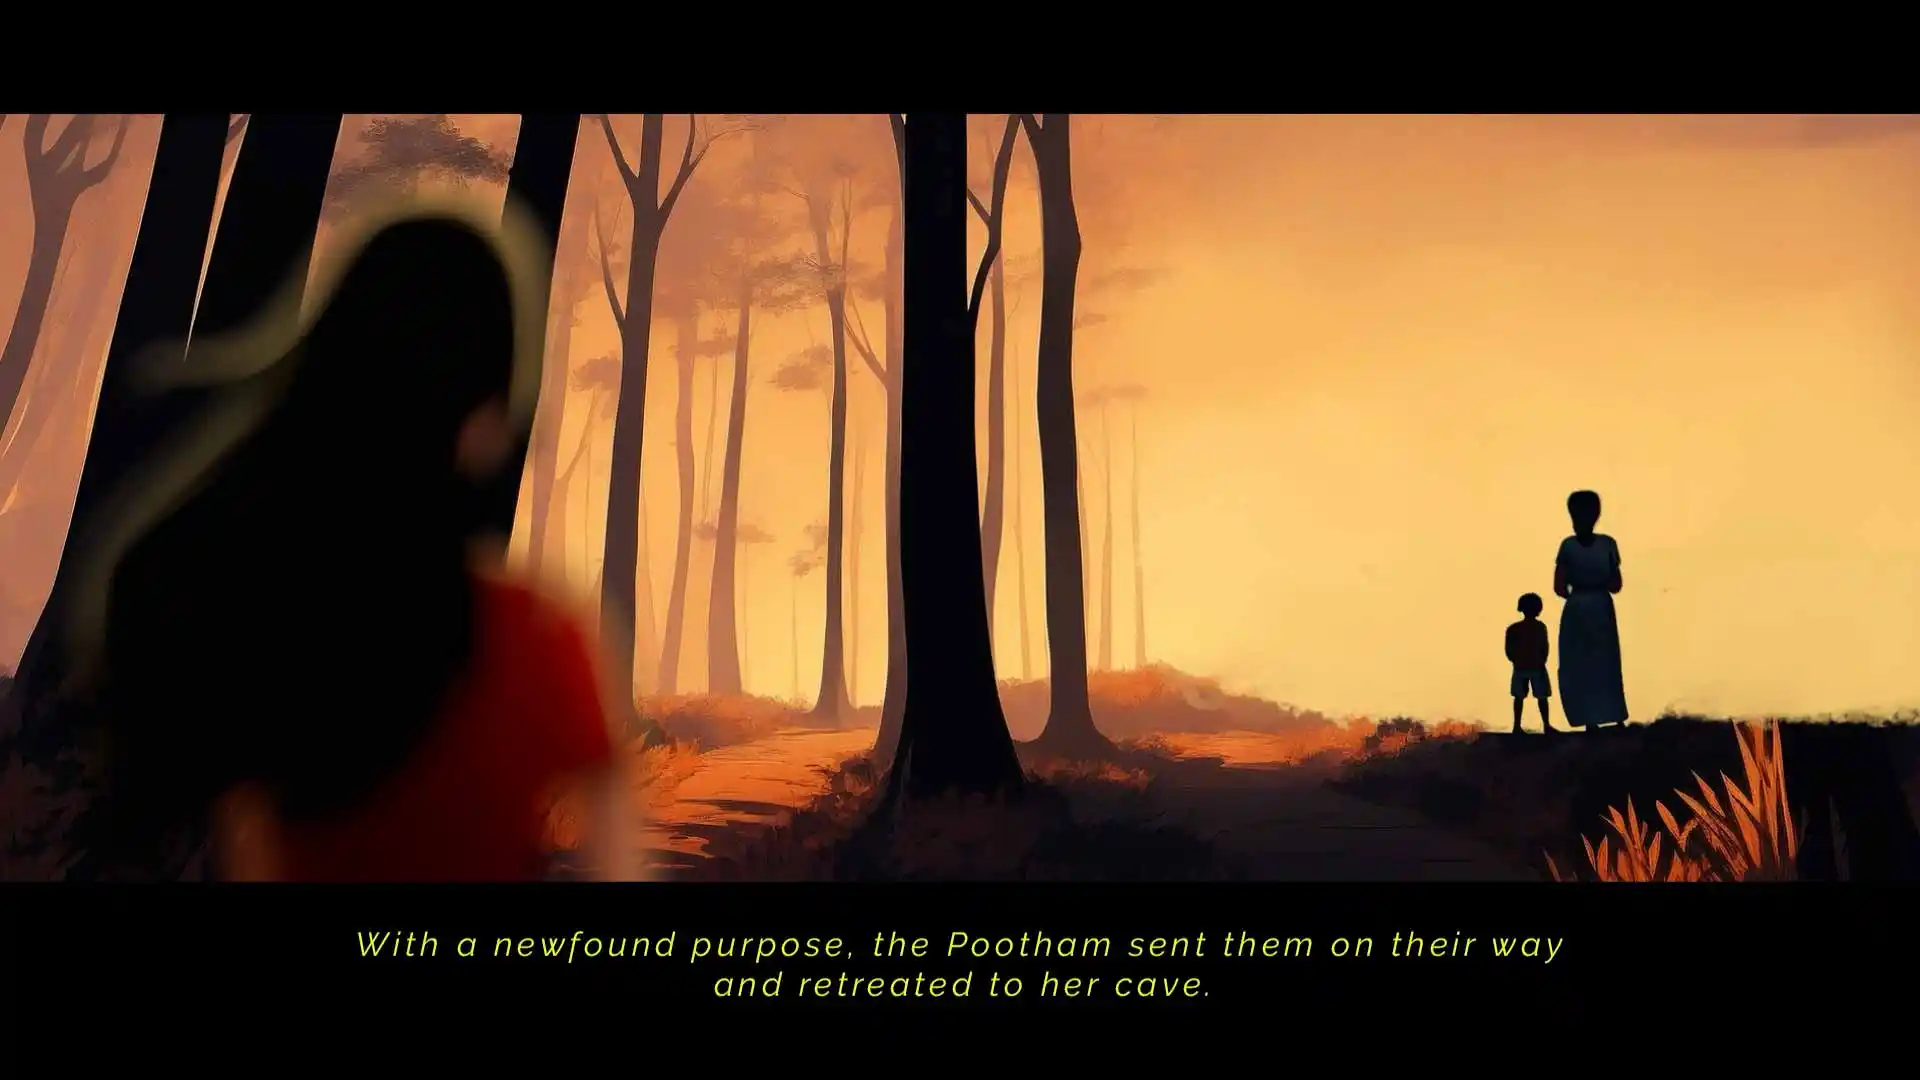 With a newfound purpose, the Pootham sent them on their way
and retreated to her cave.